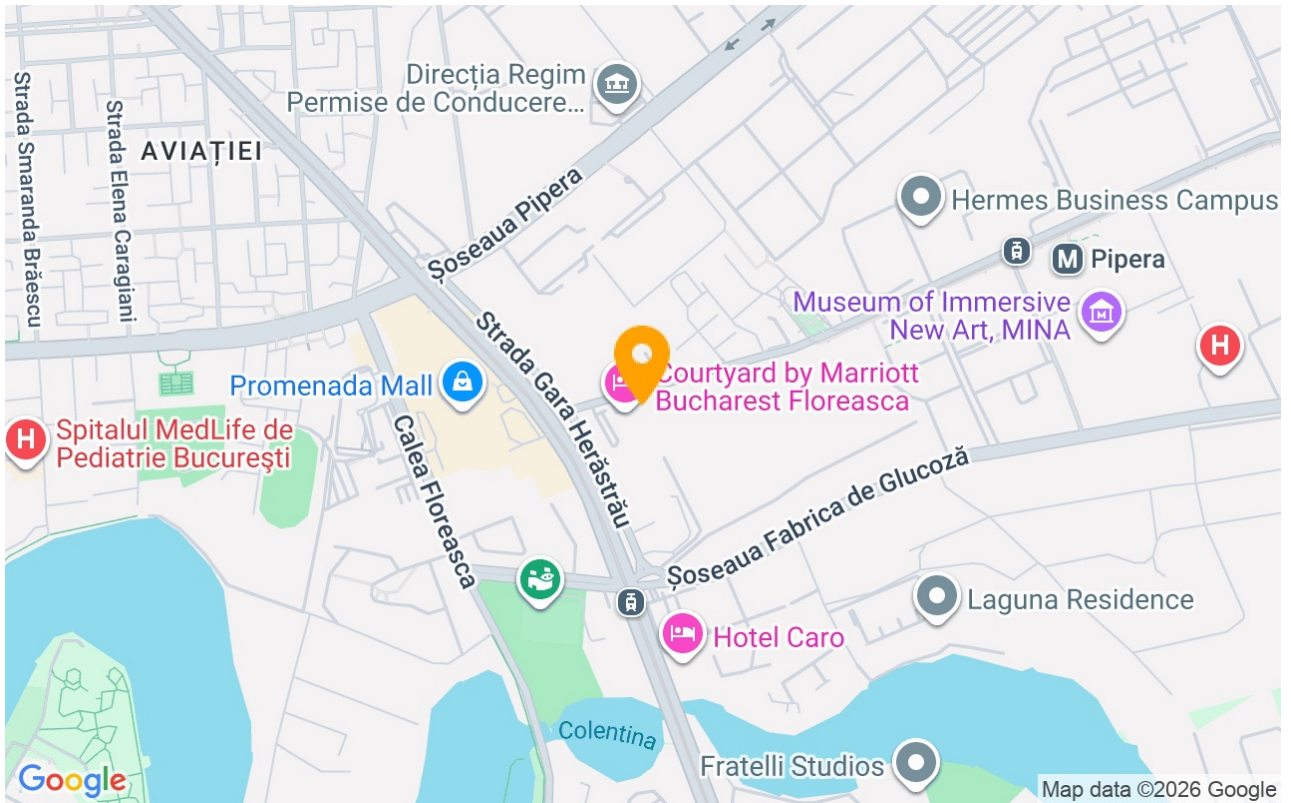 Direcția Regim
Permise de Conducere...
Strada Smaranda Brăescu
Strada Elena Caragiani
AVIAȚIEI
Șoseaua Pipera
Hermes Business Campus
M Pipera
Museum of Immersive
New Art, MINA
H
Strada Gara Herăstrău
Promenada Mall
Courtyard by Marriott
Bucharest Floreasca
H
Spitalul MedLife de
Pediatrie Bucureşti
Calea Floreasca
Șoseaua Fabrica de Glucoză
Laguna Residence
Hotel Caro
Colentina
Fratelli Studios
Google
Map data ©2026 Google